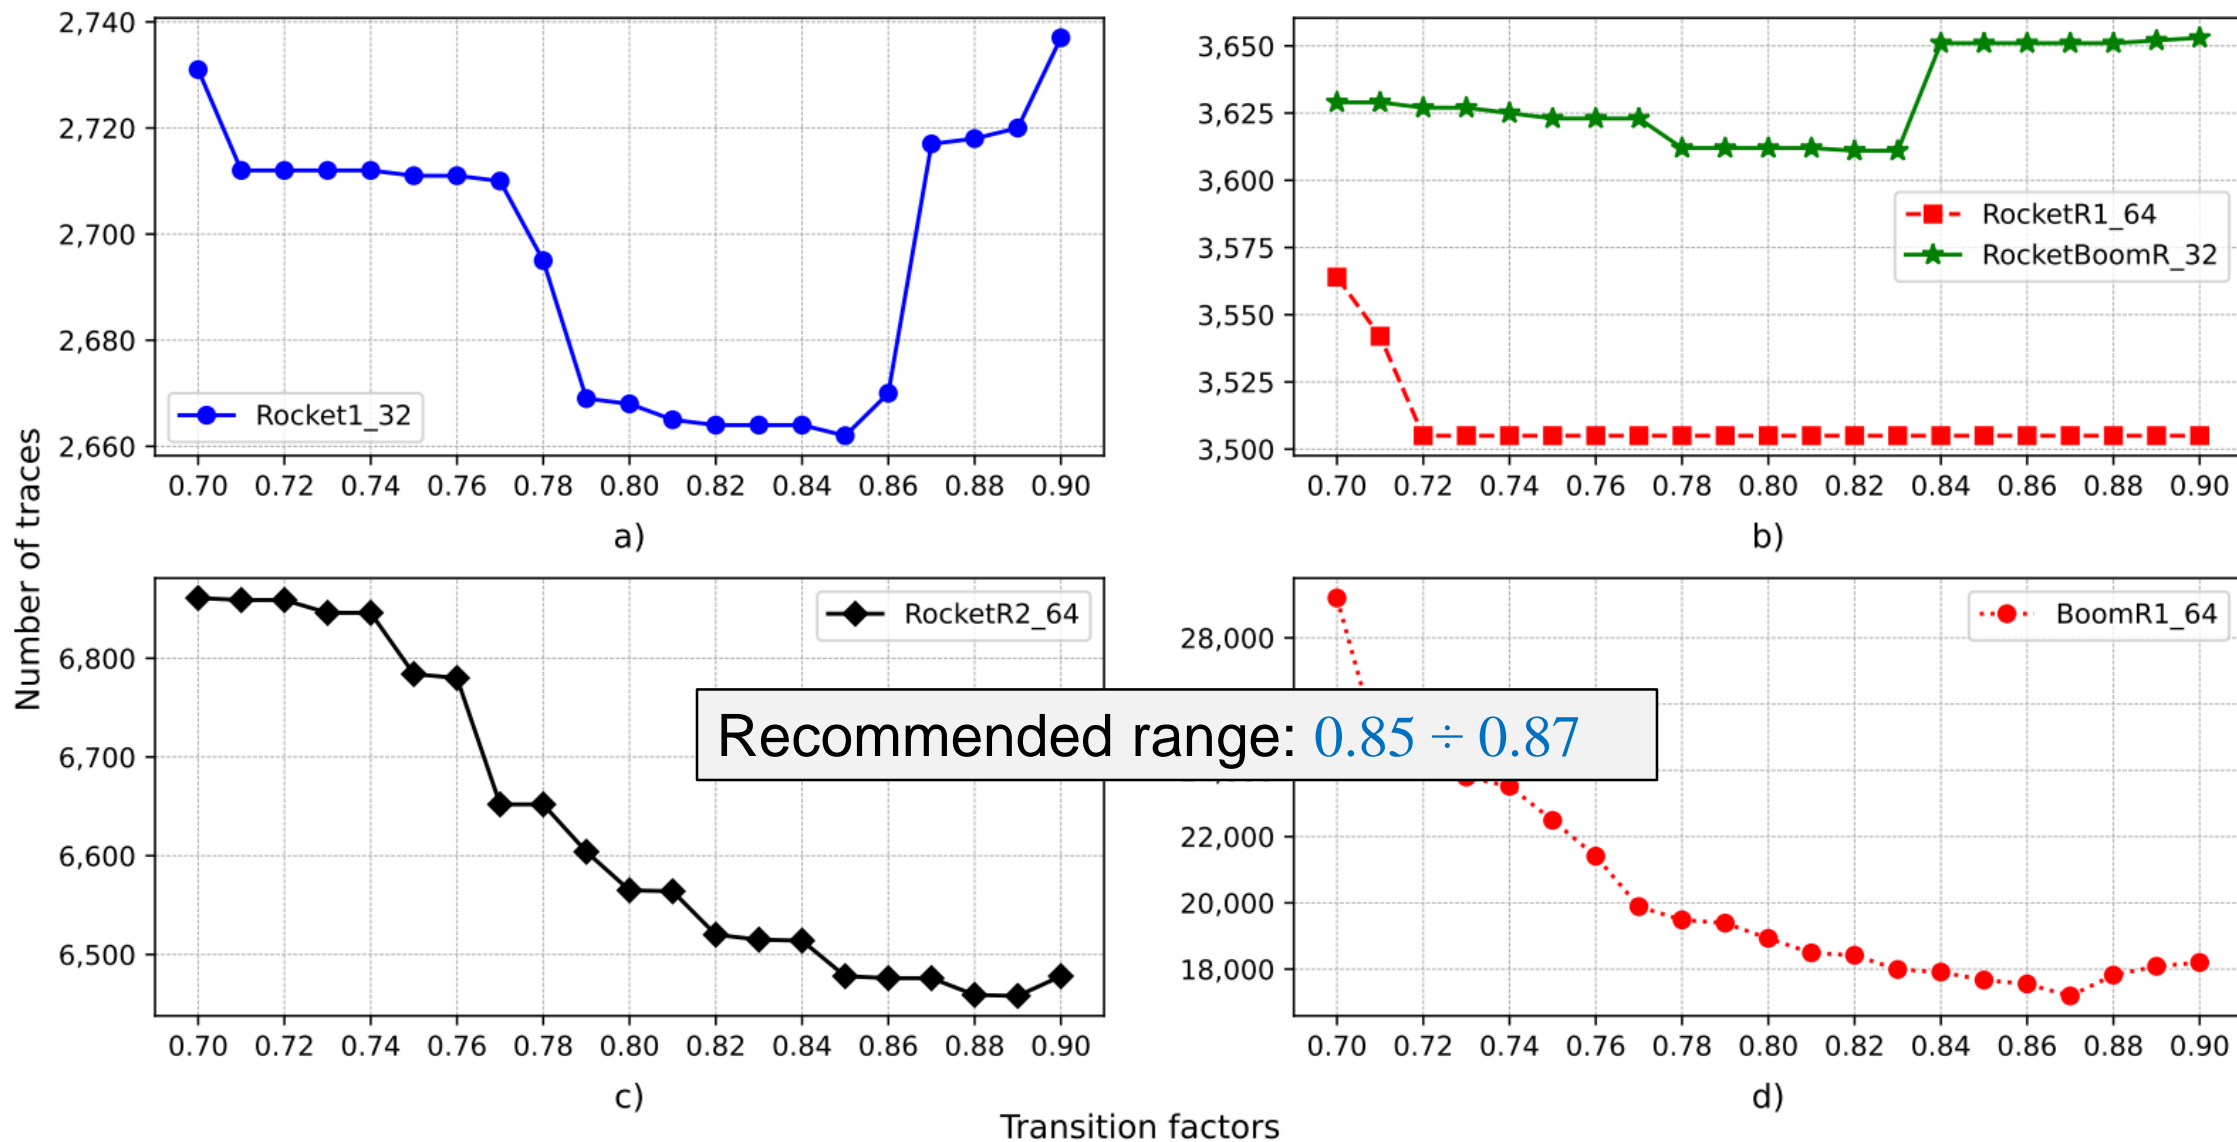 2,740
2,720
2,700
2,680
2,660
Rocket1_32
0.70 0.72 0.74 0.76 0.78 0.80 0.82 0.84 0.86 0.88 0.90
a)
3,650
3,625
3,600
3,575
3,550
3,525
3,500
RocketR1_64
RocketBoomR_32
0.70 0.72 0.74 0.76 0.78 0.80 0.82 0.84 0.86 0.88 0.90
b)
Number of traces
6,800
6,700
6,600
6,500
RocketR2_64
0.70 0.72 0.74 0.76 0.78 0.80 0.82 0.84 0.86 0.88 0.90
c)
28,000
22,000
20,000
18,000
BoomR1_64
0.70 0.72 0.74 0.76 0.78 0.80 0.82 0.84 0.86 0.88 0.90
d)
Recommended range: 0.85 ÷ 0.87
Transition factors